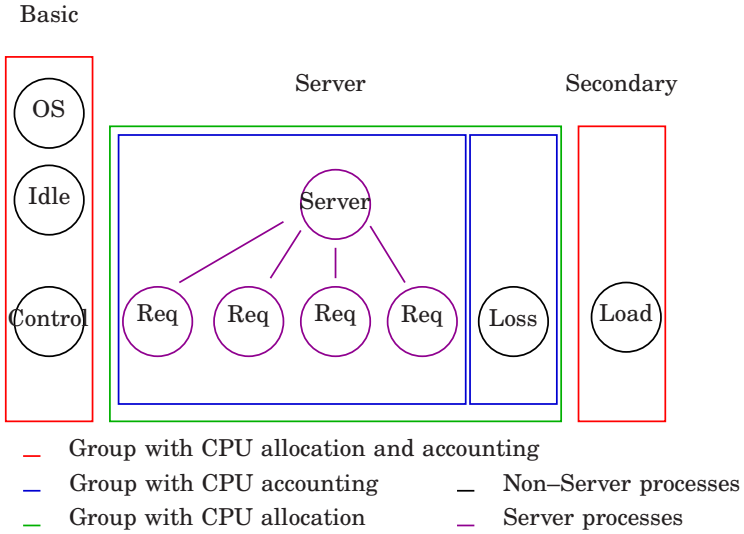 Basic
Server
Secondary
OS
Idle
Server
Control
Req
Req
Req
Req
Loss
Load
Group with CPU allocation and accounting
Group with CPU accounting
Non–Server processes
Group with CPU allocation
Server processes